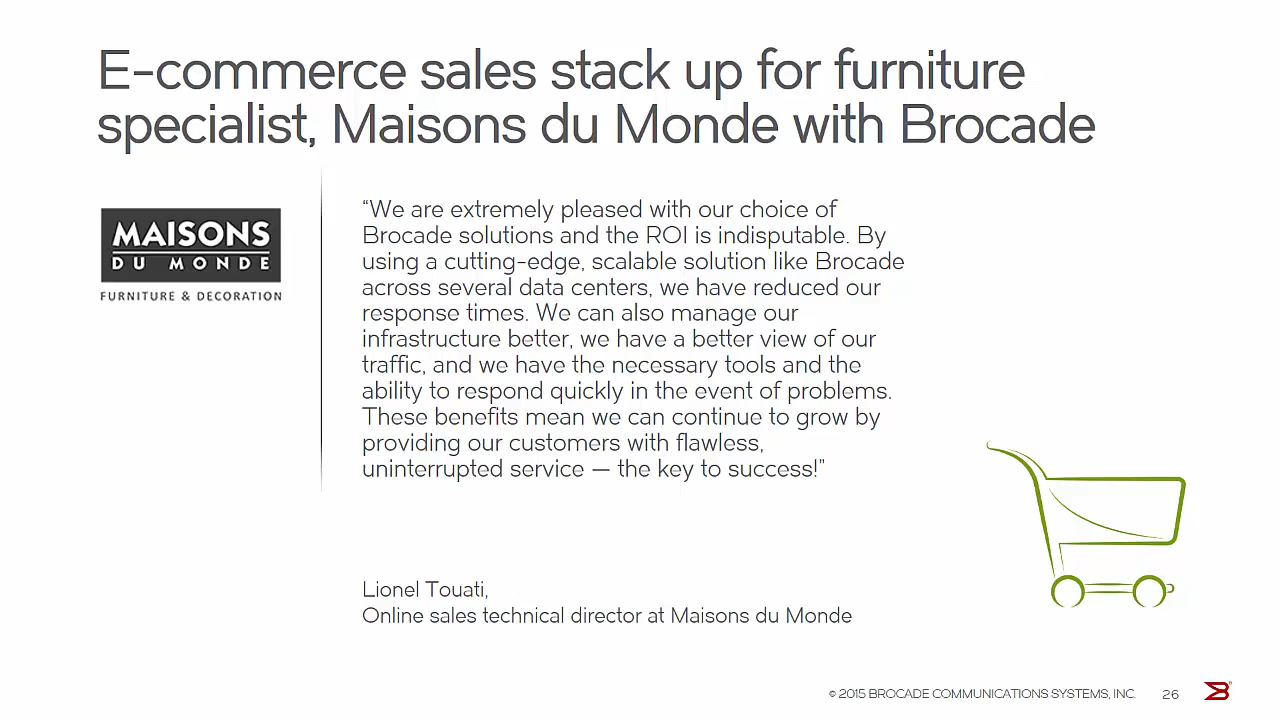 E-commerce sales stack up for furniture
specialist, Maisons du Monde with Brocade
MAISONS
DU MONDE
FURNITURE & DECORATION
“We are extremely pleased with our choice of
Brocade solutions and the ROI is indisputable. By
using a cutting-edge, scalable solution like Brocade
across several data centers, we have reduced our
response times. We can also manage our
infrastructure better, we have a better view of our
traffic, and we have the necessary tools and the
ability to respond quickly in the event of problems.
These benefits mean we can continue to grow by
providing our customers with flawless,
uninterrupted service — the key to success!”
Lionel Touati,
Online sales technical director at Maisons du Monde
© 2015 BROCADE COMMUNICATIONS SYSTEMS, INC. 26